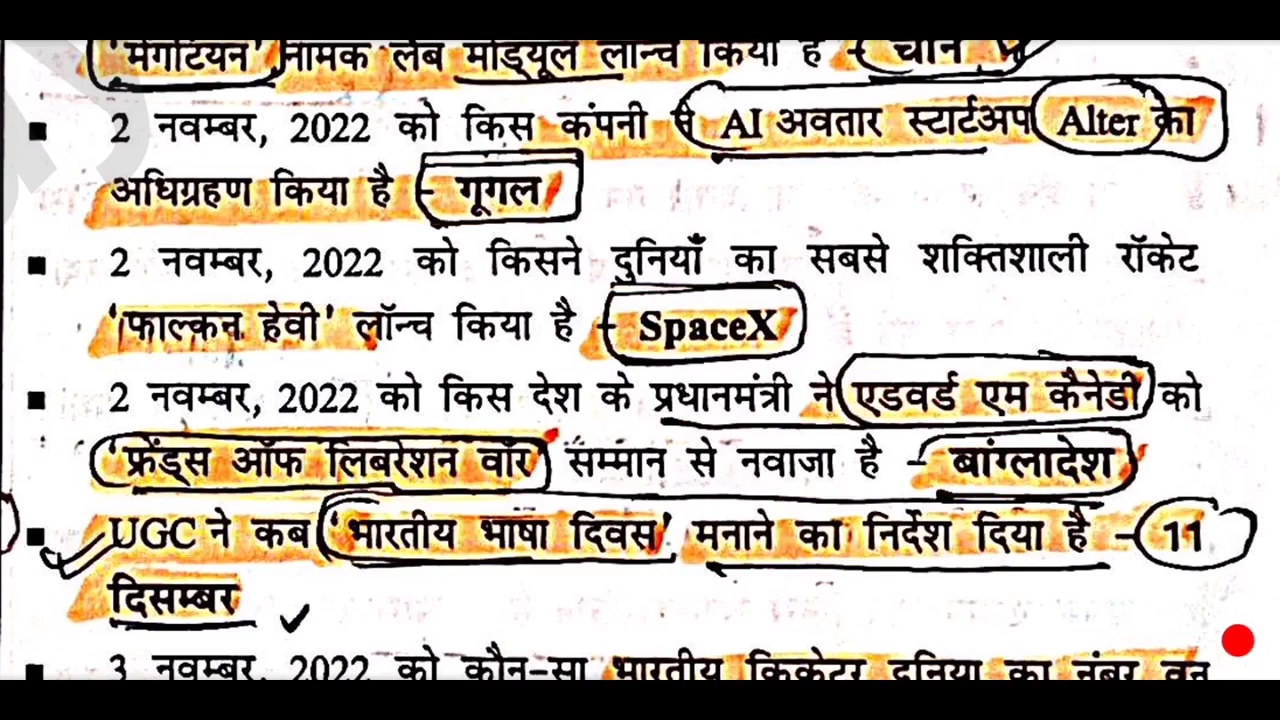 'मेंगटियन' नामक लैब मॉड्यूल लॉन्च किया है - चीन ने
■ 2 नवम्बर, 2022 को किस कंपनी ने AI अवतार स्टार्टअप Alter का
अधिग्रहण किया है - गूगल
■ 2 नवम्बर, 2022 को किसने दुनियाँ का सबसे शक्तिशाली रॉकेट
'फाल्कन हेवी' लॉन्च किया है - SpaceX
■ 2 नवम्बर, 2022 को किस देश के प्रधानमंत्री ने एडवर्ड एम कैनेडी को
'फ्रेंड्स ऑफ लिबरेशन वॉर' सम्मान से नवाजा है - बांग्लादेश
■ UGC ने कब 'भारतीय भाषा दिवस' मनाने का निर्देश दिया है - 11
दिसम्बर
■ 3 नवम्बर, 2022 को कौन-सा भारतीय क्रिकेटर दुनिया का नंबर वन